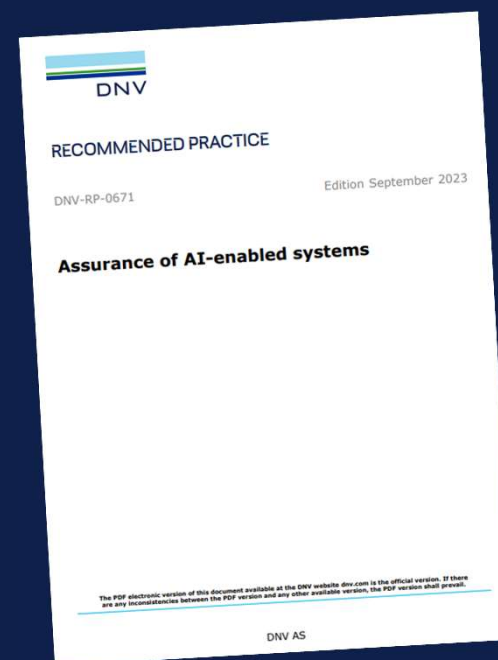 DNV
RECOMMENDED PRACTICE
DNV-RP-0671
Edition September 2023
Assurance of AI-enabled systems
The PDF electronic version of this document available at the DNV website dnv.com is the official version. If there
are any inconsistencies between the PDF version and any other available version, the PDF version shall prevail.
DNV AS